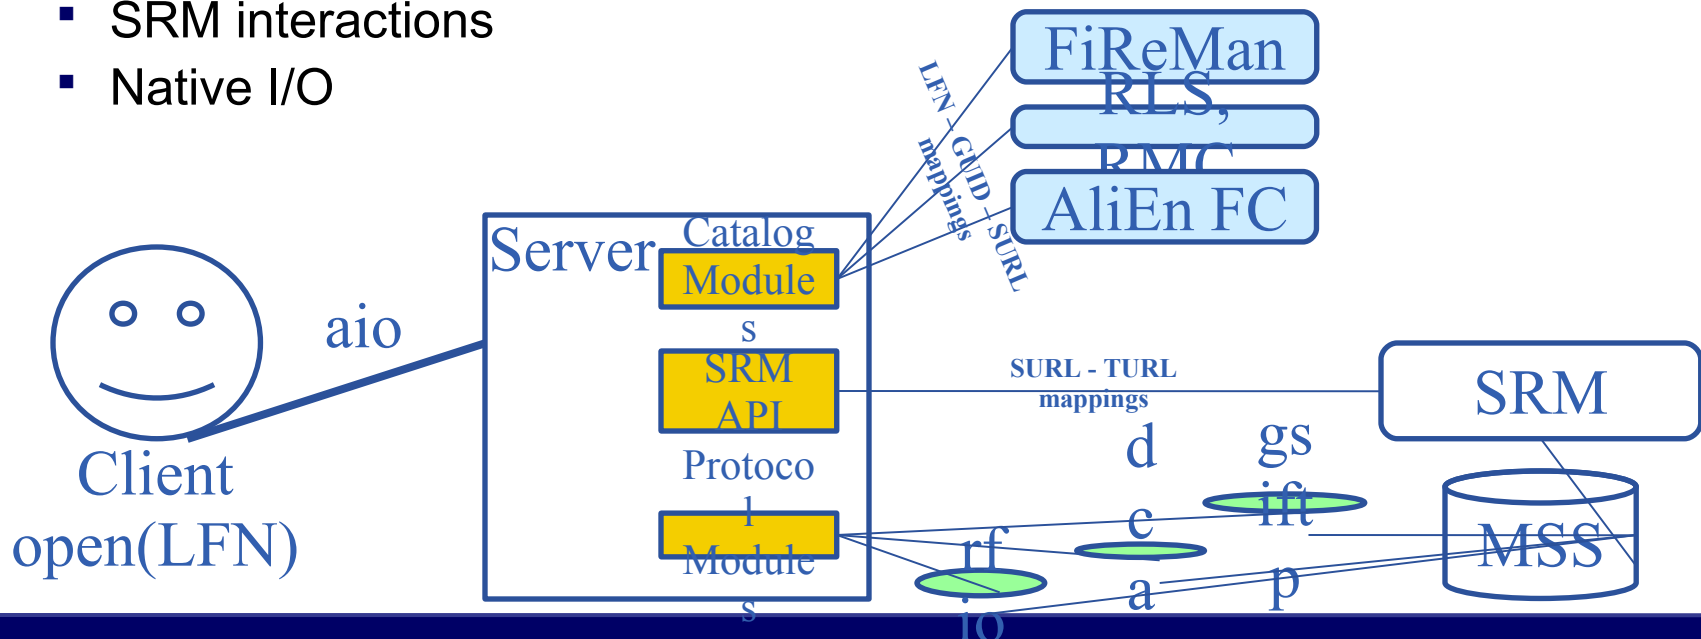 SRM interactions
Native I/O
FiReMan
RLS,
RMC
AliEn FC
LFN – GUID – SURL
mappings
Server
Catalog
Module
s
SRM
API
Protoco
l
Module
s
aio
Client
open(LFN)
SURL - TURL
mappings
SRM
MSS
rf
io
d
c
a
gs
ift
p